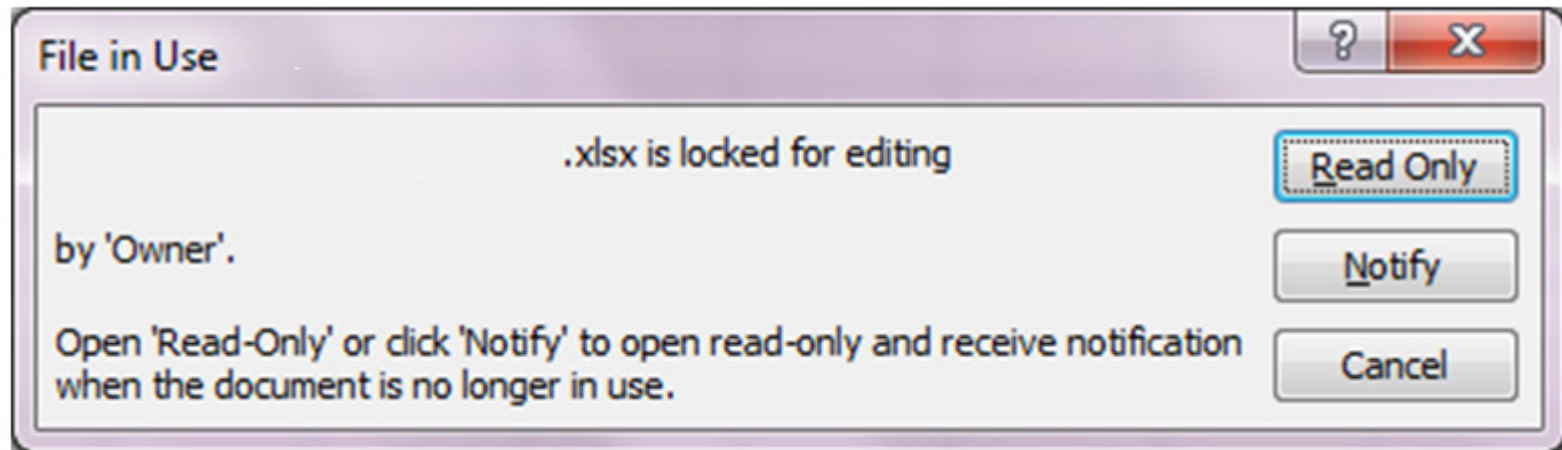 File in Use
?
X
.xlsx is locked for editing
by 'Owner'.
Open 'Read-Only' or click 'Notify' to open read-only and receive notification
when the document is no longer in use.
Read Only
Notify
Cancel